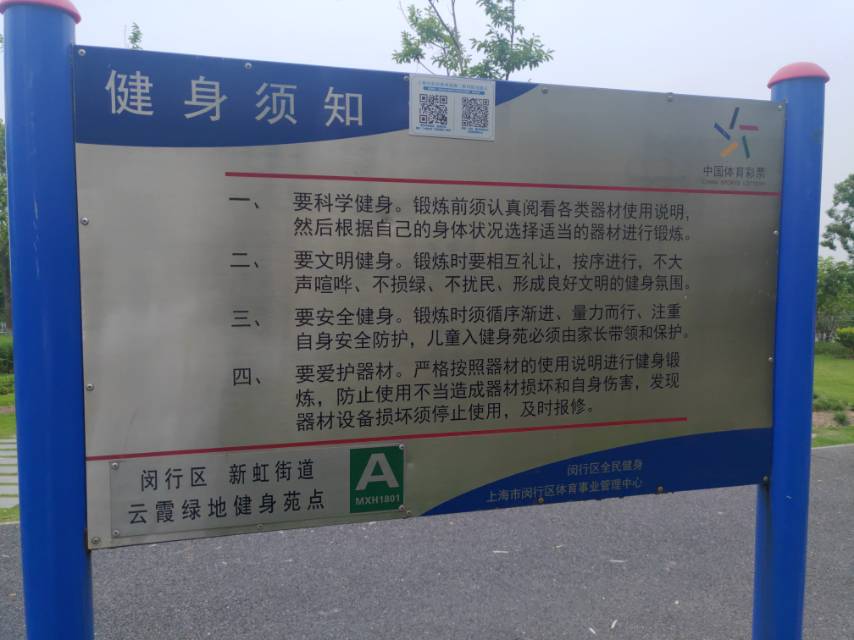 健身须知
中国体育彩票
CHINA SPORTS LOTTERY
一、 要科学健身。锻炼前须认真阅看各类器材使用说明,
然后根据自己的身体状况选择适当的器材进行锻炼。
二、 要文明健身。锻炼时要相互礼让,按序进行,不大
声喧哗、不损绿、不扰民、形成良好文明的健身氛围。
三、 要安全健身。锻炼时须循序渐进、量力而行、注重
自身安全防护,儿童入健身苑必须由家长带领和保护。
四、 要爱护器材。严格按照器材的使用说明进行健身锻
炼,防止使用不当造成器材损坏和自身伤害,发现
器材设备损坏须停止使用,及时报修。
闵行区 新虹街道
云霞绿地健身苑点
A
MXH1801
闵行区全民健身
上海市闵行区体育事业管理中心